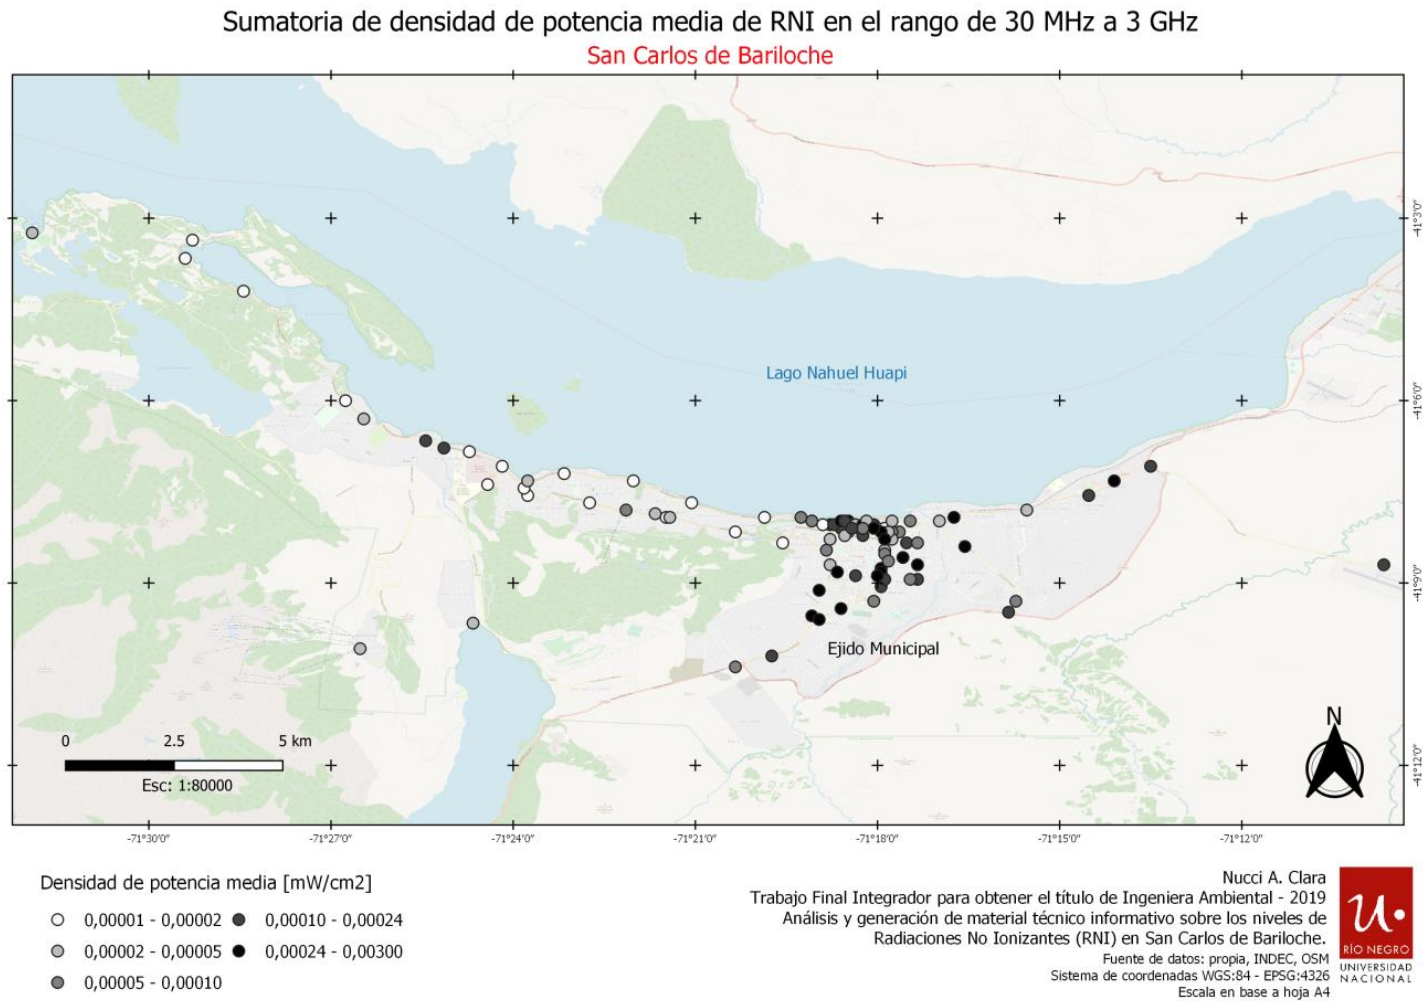 Sumatoria de densidad de potencia media de RNI en el rango de 30 MHz a 3 GHz
San Carlos de Bariloche
-41°3'0"
Lago Nahuel Huapi
-41°6'0"
-41°9'0"
Ejido Municipal
0 2.5 5 km
Esc: 1:80000
N
-41°12'0"
-71°30'0" -71°27'0" -71°24'0" -71°21'0" -71°18'0" -71°15'0" -71°12'0"
Densidad de potencia media [mW/cm2]
0,00001 - 0,00002
0,00002 - 0,00005
0,00005 - 0,00010
0,00010 - 0,00024
0,00024 - 0,00300
Nucci A. Clara
Trabajo Final Integrador para obtener el título de Ingeniera Ambiental - 2019
Análisis y generación de material técnico informativo sobre los niveles de
Radiaciones No Ionizantes (RNI) en San Carlos de Bariloche.
Fuente de datos: propia, INDEC, OSM
Sistema de coordenadas WGS:84 - EPSG:4326
Escala en base a hoja A4
RÍO NEGRO
UNIVERSIDAD
NACIONAL